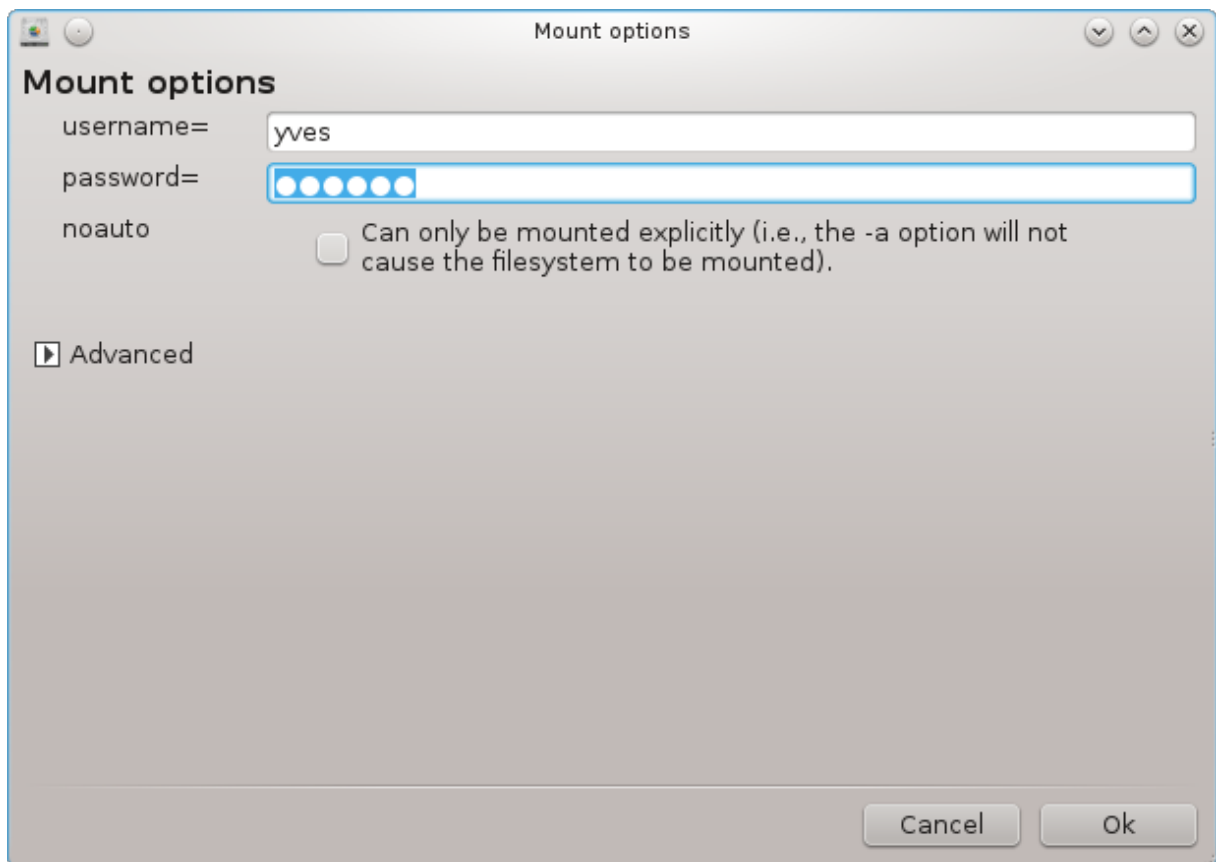 Mount options
Mount options
username=
yves
password=
●●●●●●
noauto
Can only be mounted explicitly (i.e., the -a option will not
cause the filesystem to be mounted).
Advanced
Cancel
Ok